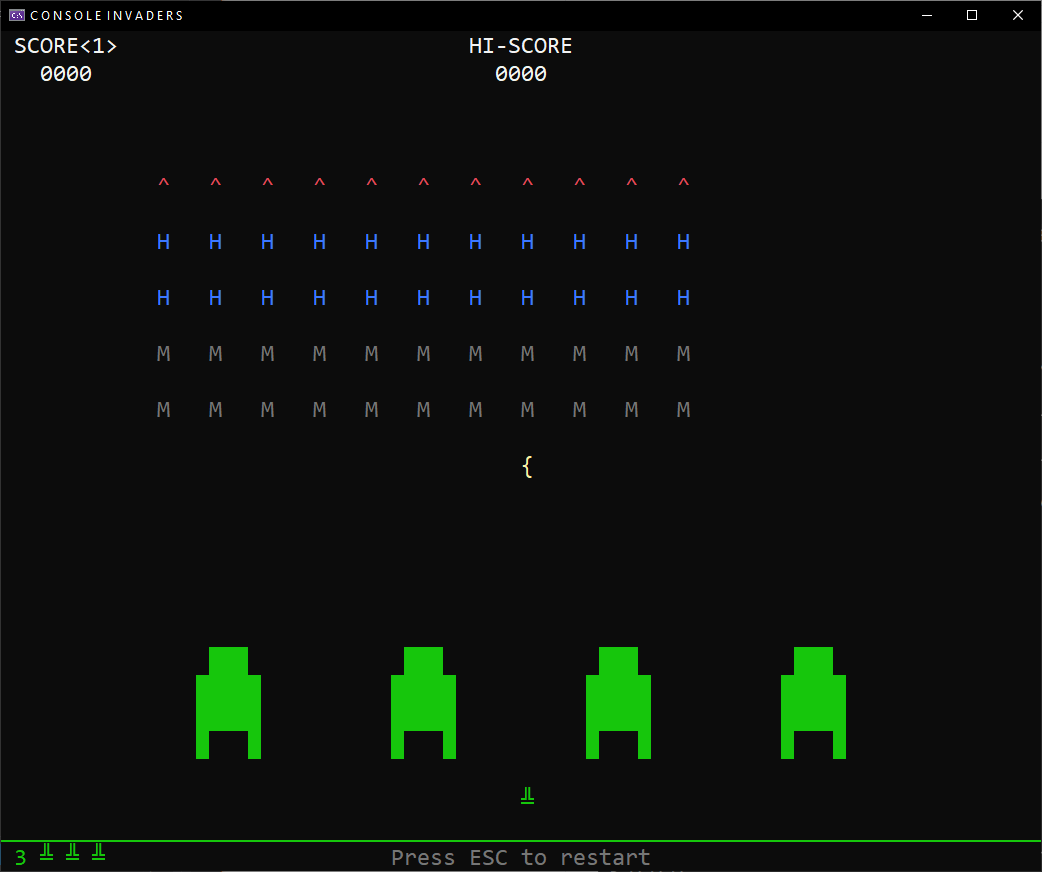 CONSOLE INVADERS
SCORE<1> HI-SCORE
0000 0000
^ ^ ^ ^ ^ ^ ^ ^ ^ ^ ^
H H H H H H H H H H H
H H H H H H H H H H H
M M M M M M M M M M M
M M M M M M M M M M M
{
╩
3 ╩ ╩ ╩ Press ESC to restart